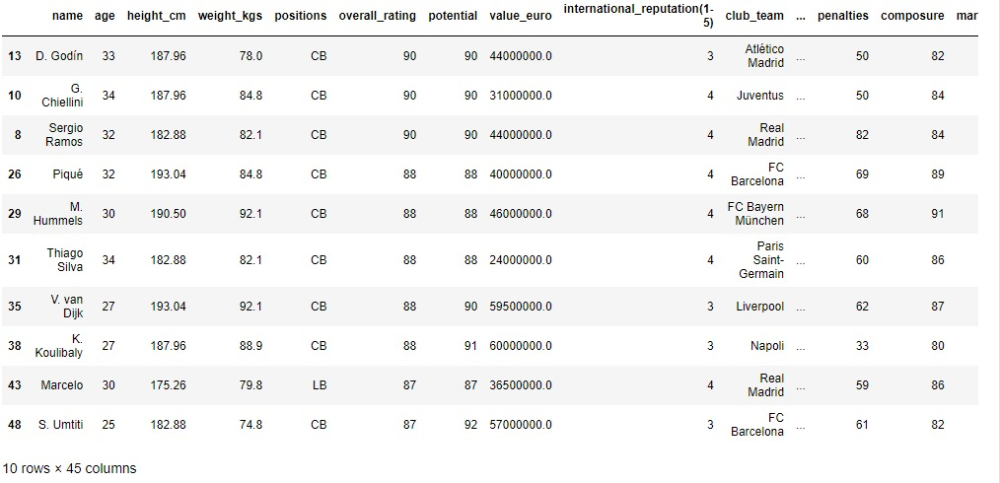 name age height_cm weight_kgs positions overall_rating potential value_euro international_reputation(1-5) club_team ... penalties composure mar
13 D. Godín 33 187.96 78.0 CB 90 90 44000000.0 3 Atlético Madrid ... 50 82
10 G. Chiellini 34 187.96 84.8 CB 90 90 31000000.0 4 Juventus ... 50 84
8 Sergio Ramos 32 182.88 82.1 CB 90 90 44000000.0 4 Real Madrid ... 82 84
26 Piqué 32 193.04 84.8 CB 88 88 40000000.0 4 FC Barcelona ... 69 89
29 M. Hummels 30 190.50 92.1 CB 88 88 46000000.0 4 FC Bayern München ... 68 91
31 Thiago Silva 34 182.88 82.1 CB 88 88 24000000.0 4 Paris Saint-Germain ... 60 86
35 V. van Dijk 27 193.04 92.1 CB 88 90 59500000.0 3 Liverpool ... 62 87
38 K. Koulibaly 27 187.96 88.9 CB 88 91 60000000.0 3 Napoli ... 33 80
43 Marcelo 30 175.26 79.8 LB 87 87 36500000.0 4 Real Madrid ... 59 86
48 S. Umtiti 25 182.88 74.8 CB 87 92 57000000.0 3 FC Barcelona ... 61 82
10 rows × 45 columns